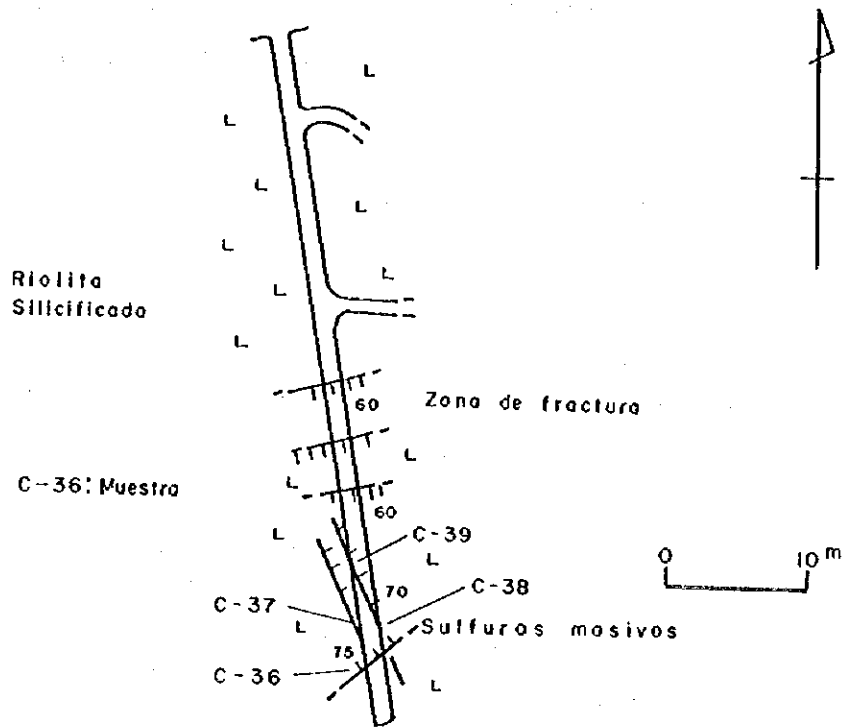 L
L
L
L
L
L
Riolita
Silicificada
L
L
60
Zona de fractura
L
C-36: Muestra
L
60
L
C-39
L
0
10 m
70
C-38
C-37
L
Sulfuros masivos
75
C-36
L